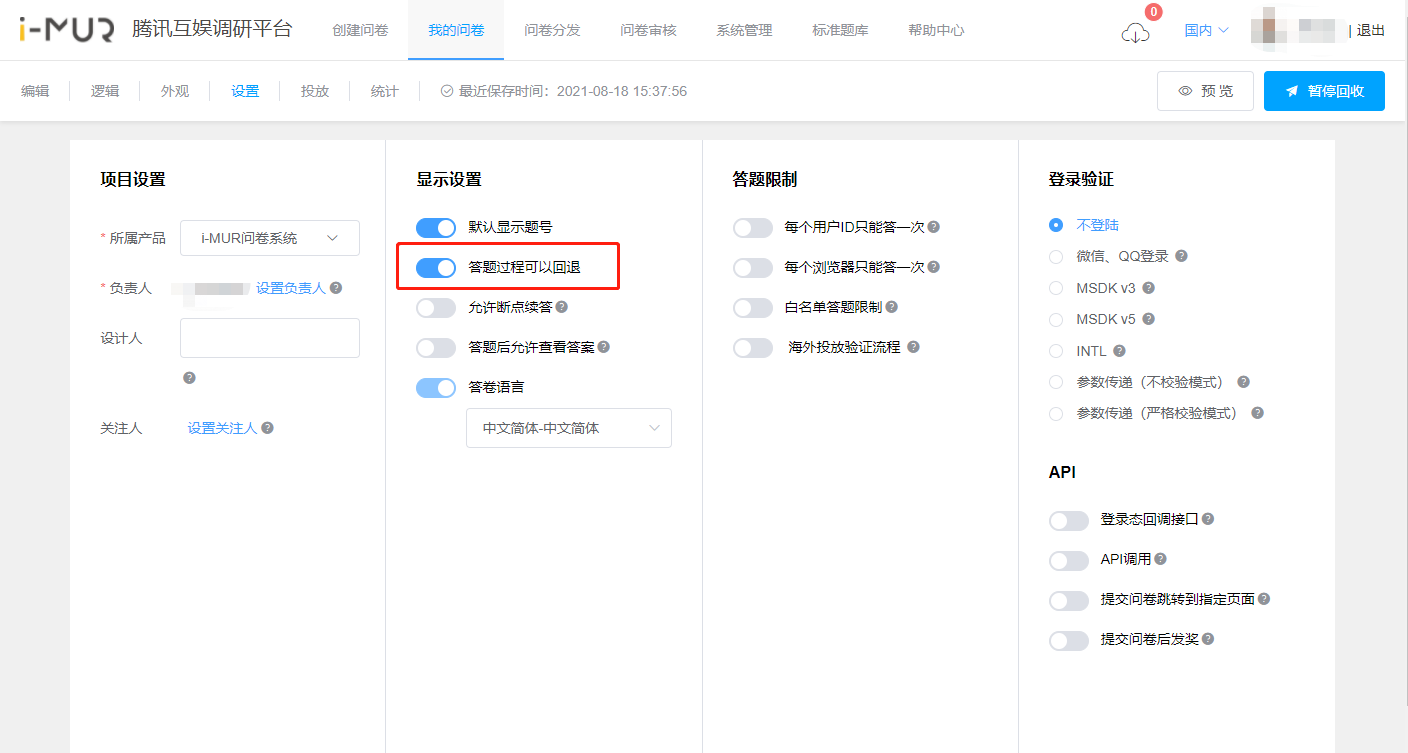 i-MUR 腾讯互娱调研平台 创建问卷 我的问卷 问卷分发 问卷审核 系统管理 标准题库 帮助中心 0 国内 | 退出
编辑 逻辑 外观 设置 投放 统计 最近保存时间：2021-08-18 15:37:56 预 览 暂停回收
项目设置
* 所属产品 i-MUR问卷系统
* 负责人 设置负责人 ?
设计人
?
关注人 设置关注人 ?
显示设置
默认显示题号
答题过程可以回退
允许断点续答 ?
答题后允许查看答案 ?
答卷语言
中文简体-中文简体
答题限制
每个用户ID只能答一次 ?
每个浏览器只能答一次 ?
白名单答题限制 ?
海外投放验证流程 ?
登录验证
不登陆
微信、QQ登录 ?
MSDK v3 ?
MSDK v5 ?
INTL ?
参数传递（不校验模式） ?
参数传递（严格校验模式） ?
API
登录态回调接口 ?
API调用 ?
提交问卷跳转到指定页面 ?
提交问卷后发奖 ?